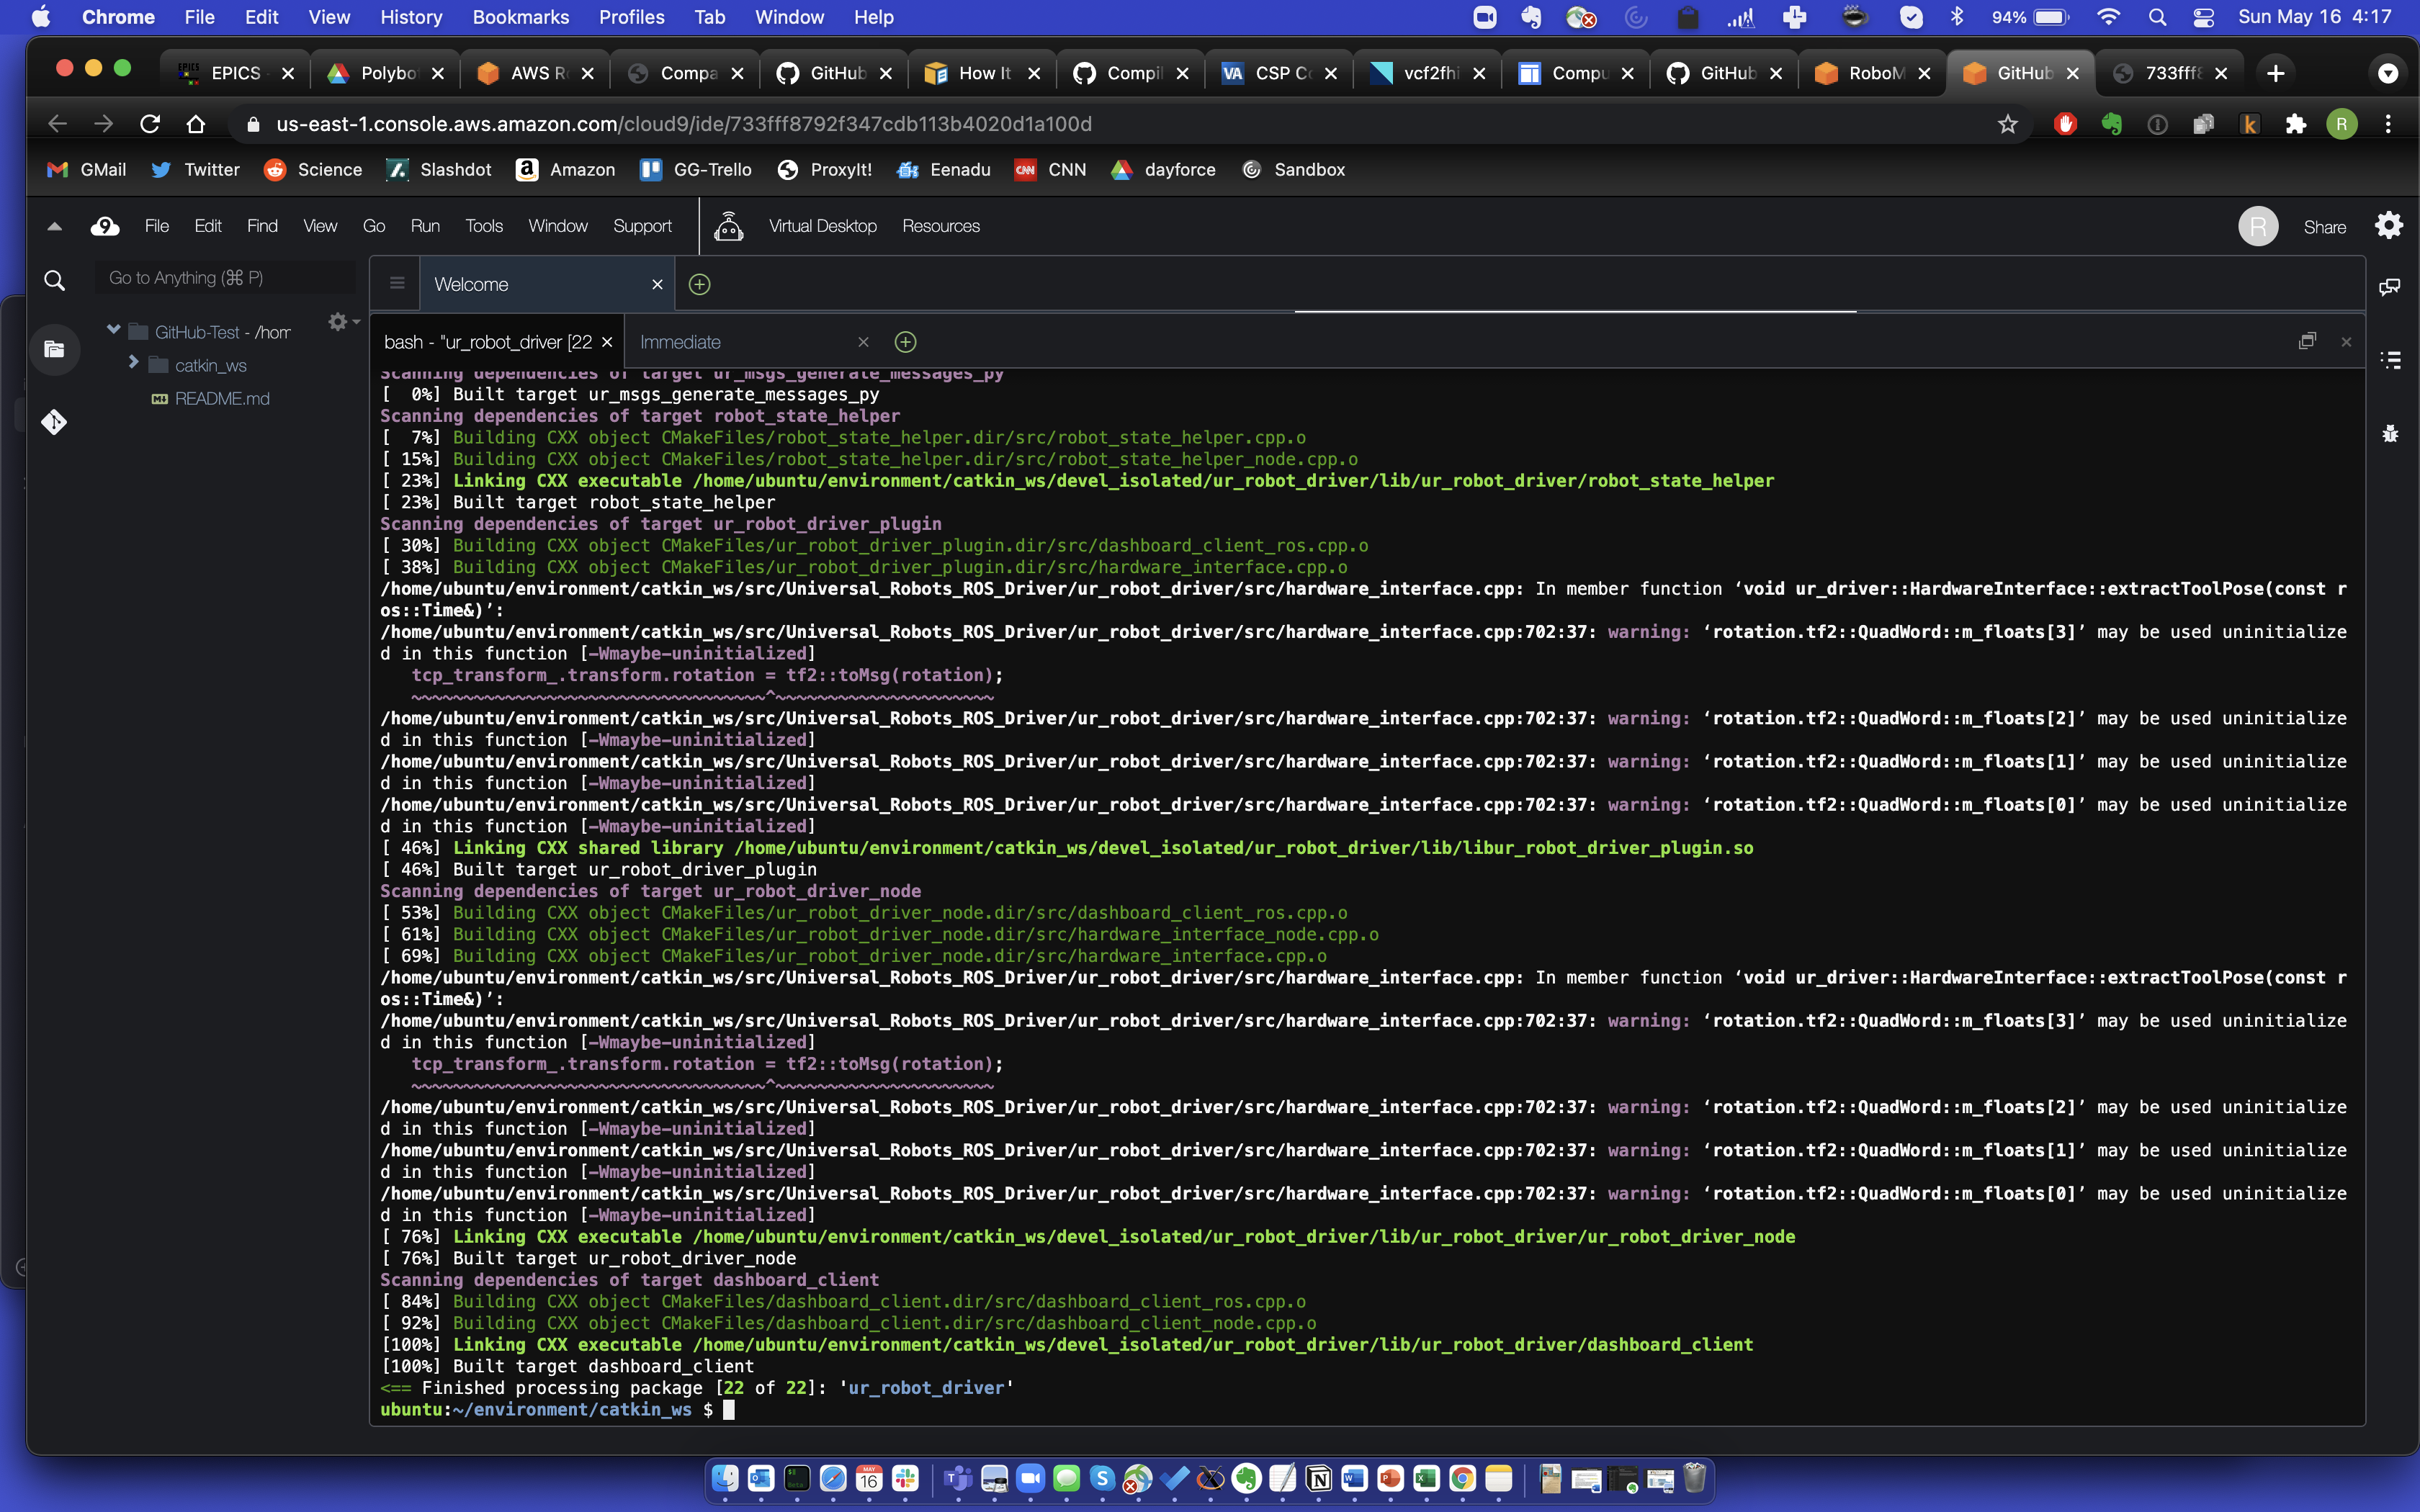 Chrome File Edit View History Bookmarks Profiles Tab Window Help 94% Sun May 16 4:17
EPICS EPICS - Polybo AWS R Compa GitHub How It Compil VA CSP Co vcf2fhi Compu GitHub RoboM GitHub 733fff8
us-east-1.console.aws.amazon.com/cloud9/ide/733fff8792f347cdb113b4020d1a100d k R
GMail Twitter Science Slashdot a Amazon GG-Trello ProxyIt! Eenadu CNN CNN dayforce Sandbox
9 File Edit Find View Go Run Tools Window Support Virtual Desktop Resources R Share
Go to Anything (⌘ P)
Welcome
GitHub-Test - /hom
catkin_ws
README.md
bash - "ur_robot_driver [22 Immediate
Scanning dependencies of target ur_msgs_generate_messages_py
[  0%] Built target ur_msgs_generate_messages_py
Scanning dependencies of target robot_state_helper
[  7%] Building CXX object CMakeFiles/robot_state_helper.dir/src/robot_state_helper.cpp.o
[ 15%] Building CXX object CMakeFiles/robot_state_helper.dir/src/robot_state_helper_node.cpp.o
[ 23%] Linking CXX executable /home/ubuntu/environment/catkin_ws/devel_isolated/ur_robot_driver/lib/ur_robot_driver/robot_state_helper
[ 23%] Built target robot_state_helper
Scanning dependencies of target ur_robot_driver_plugin
[ 30%] Building CXX object CMakeFiles/ur_robot_driver_plugin.dir/src/dashboard_client_ros.cpp.o
[ 38%] Building CXX object CMakeFiles/ur_robot_driver_plugin.dir/src/hardware_interface.cpp.o
/home/ubuntu/environment/catkin_ws/src/Universal_Robots_ROS_Driver/ur_robot_driver/src/hardware_interface.cpp: In member function ‘void ur_driver::HardwareInterface::extractToolPose(const r
os::Time&)’:
/home/ubuntu/environment/catkin_ws/src/Universal_Robots_ROS_Driver/ur_robot_driver/src/hardware_interface.cpp:702:37: warning: ‘rotation.tf2::QuadWord::m_floats[3]’ may be used uninitialize
d in this function [-Wmaybe-uninitialized]
tcp_transform_.transform.rotation = tf2::toMsg(rotation);
~~~~~~~~~~~~~~~~~~~~~~~~~~~~~~~~~~^~~~~~~~~~~~~~~~~~~~~
/home/ubuntu/environment/catkin_ws/src/Universal_Robots_ROS_Driver/ur_robot_driver/src/hardware_interface.cpp:702:37: warning: ‘rotation.tf2::QuadWord::m_floats[2]’ may be used uninitialize
d in this function [-Wmaybe-uninitialized]
/home/ubuntu/environment/catkin_ws/src/Universal_Robots_ROS_Driver/ur_robot_driver/src/hardware_interface.cpp:702:37: warning: ‘rotation.tf2::QuadWord::m_floats[1]’ may be used uninitialize
d in this function [-Wmaybe-uninitialized]
/home/ubuntu/environment/catkin_ws/src/Universal_Robots_ROS_Driver/ur_robot_driver/src/hardware_interface.cpp:702:37: warning: ‘rotation.tf2::QuadWord::m_floats[0]’ may be used uninitialize
d in this function [-Wmaybe-uninitialized]
[ 46%] Linking CXX shared library /home/ubuntu/environment/catkin_ws/devel_isolated/ur_robot_driver/lib/libur_robot_driver_plugin.so
[ 46%] Built target ur_robot_driver_plugin
Scanning dependencies of target ur_robot_driver_node
[ 53%] Building CXX object CMakeFiles/ur_robot_driver_node.dir/src/dashboard_client_ros.cpp.o
[ 61%] Building CXX object CMakeFiles/ur_robot_driver_node.dir/src/hardware_interface_node.cpp.o
[ 69%] Building CXX object CMakeFiles/ur_robot_driver_node.dir/src/hardware_interface.cpp.o
/home/ubuntu/environment/catkin_ws/src/Universal_Robots_ROS_Driver/ur_robot_driver/src/hardware_interface.cpp: In member function ‘void ur_driver::HardwareInterface::extractToolPose(const r
os::Time&)’:
/home/ubuntu/environment/catkin_ws/src/Universal_Robots_ROS_Driver/ur_robot_driver/src/hardware_interface.cpp:702:37: warning: ‘rotation.tf2::QuadWord::m_floats[3]’ may be used uninitialize
d in this function [-Wmaybe-uninitialized]
tcp_transform_.transform.rotation = tf2::toMsg(rotation);
~~~~~~~~~~~~~~~~~~~~~~~~~~~~~~~~~~^~~~~~~~~~~~~~~~~~~~~
/home/ubuntu/environment/catkin_ws/src/Universal_Robots_ROS_Driver/ur_robot_driver/src/hardware_interface.cpp:702:37: warning: ‘rotation.tf2::QuadWord::m_floats[2]’ may be used uninitialize
d in this function [-Wmaybe-uninitialized]
/home/ubuntu/environment/catkin_ws/src/Universal_Robots_ROS_Driver/ur_robot_driver/src/hardware_interface.cpp:702:37: warning: ‘rotation.tf2::QuadWord::m_floats[1]’ may be used uninitialize
d in this function [-Wmaybe-uninitialized]
/home/ubuntu/environment/catkin_ws/src/Universal_Robots_ROS_Driver/ur_robot_driver/src/hardware_interface.cpp:702:37: warning: ‘rotation.tf2::QuadWord::m_floats[0]’ may be used uninitialize
d in this function [-Wmaybe-uninitialized]
[ 76%] Linking CXX executable /home/ubuntu/environment/catkin_ws/devel_isolated/ur_robot_driver/lib/ur_robot_driver/ur_robot_driver_node
[ 76%] Built target ur_robot_driver_node
Scanning dependencies of target dashboard_client
[ 84%] Building CXX object CMakeFiles/dashboard_client.dir/src/dashboard_client_ros.cpp.o
[ 92%] Building CXX object CMakeFiles/dashboard_client.dir/src/dashboard_client_node.cpp.o
[100%] Linking CXX executable /home/ubuntu/environment/catkin_ws/devel_isolated/ur_robot_driver/lib/ur_robot_driver/dashboard_client
[100%] Built target dashboard_client
<== Finished processing package [22 of 22]: 'ur_robot_driver'
ubuntu:~/environment/catkin_ws $
MAY 16